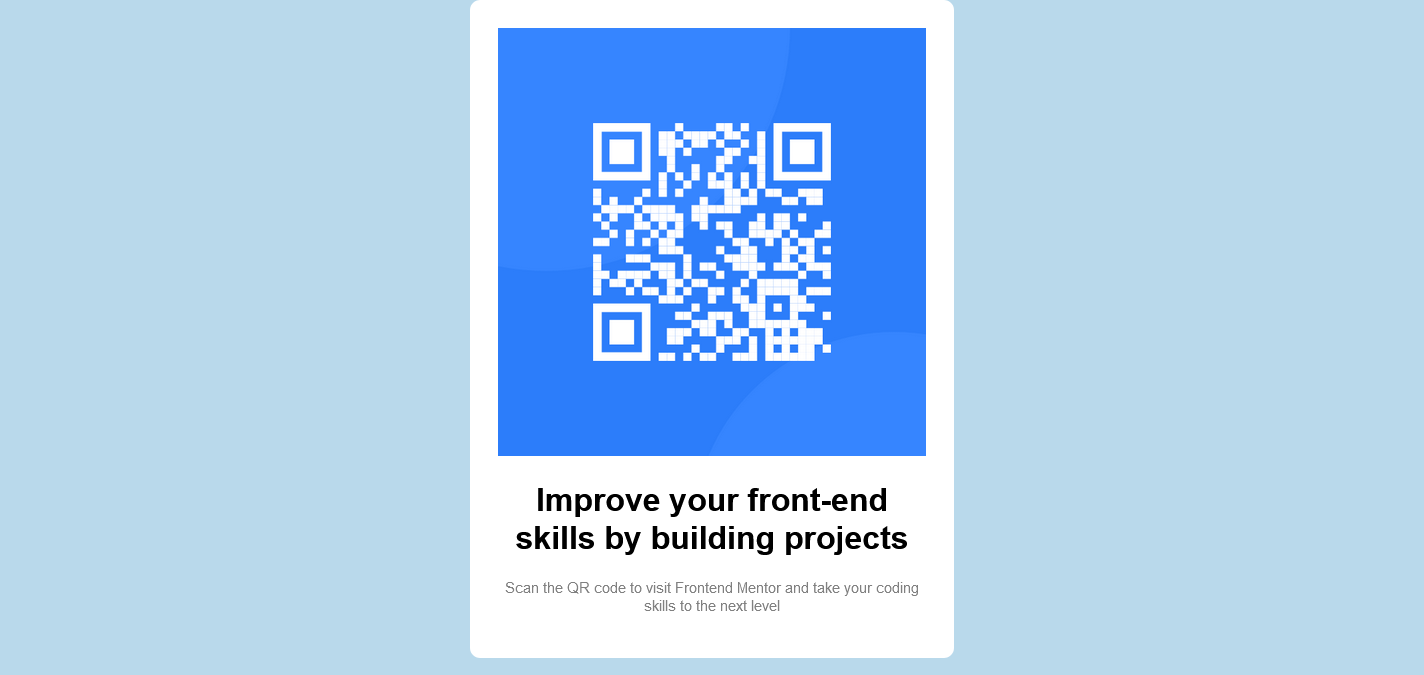 Improve your front-end
skills by building projects
Scan the QR code to visit Frontend Mentor and take your coding
skills to the next level